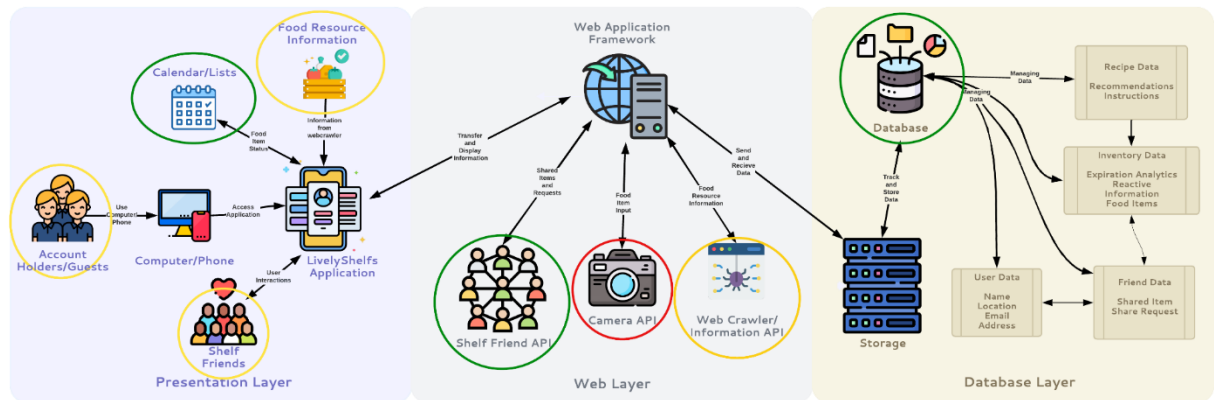 Food Resource
Information
Calendar/Lists
Food
Item
Status
Information
from
webcrawler
Use
Computer/
Phone
Access
Application
Account
Holders/Guests
Computer/Phone
LivelyShelfs
Application
User
Interactions
Shelf
Friends
Presentation Layer
Web Application
Framework
Transfer
and
Display
Information
Shared
Items
and
Requests
Food
Item
Input
Food
Resource
Information
Send
and
Recieve
Data
Shelf Friend API
Camera API
Web Crawler/
Information API
Web Layer
Database
Managing
Data
Managing
Data
Track
and
Store
Data
Storage
Recipe Data
Recommendations
Instructions
Inventory Data
Expiration Analytics
Reactive
Information
Food Items
User Data
Name
Location
Email
Address
Friend Data
Shared Item
Share Request
Database Layer